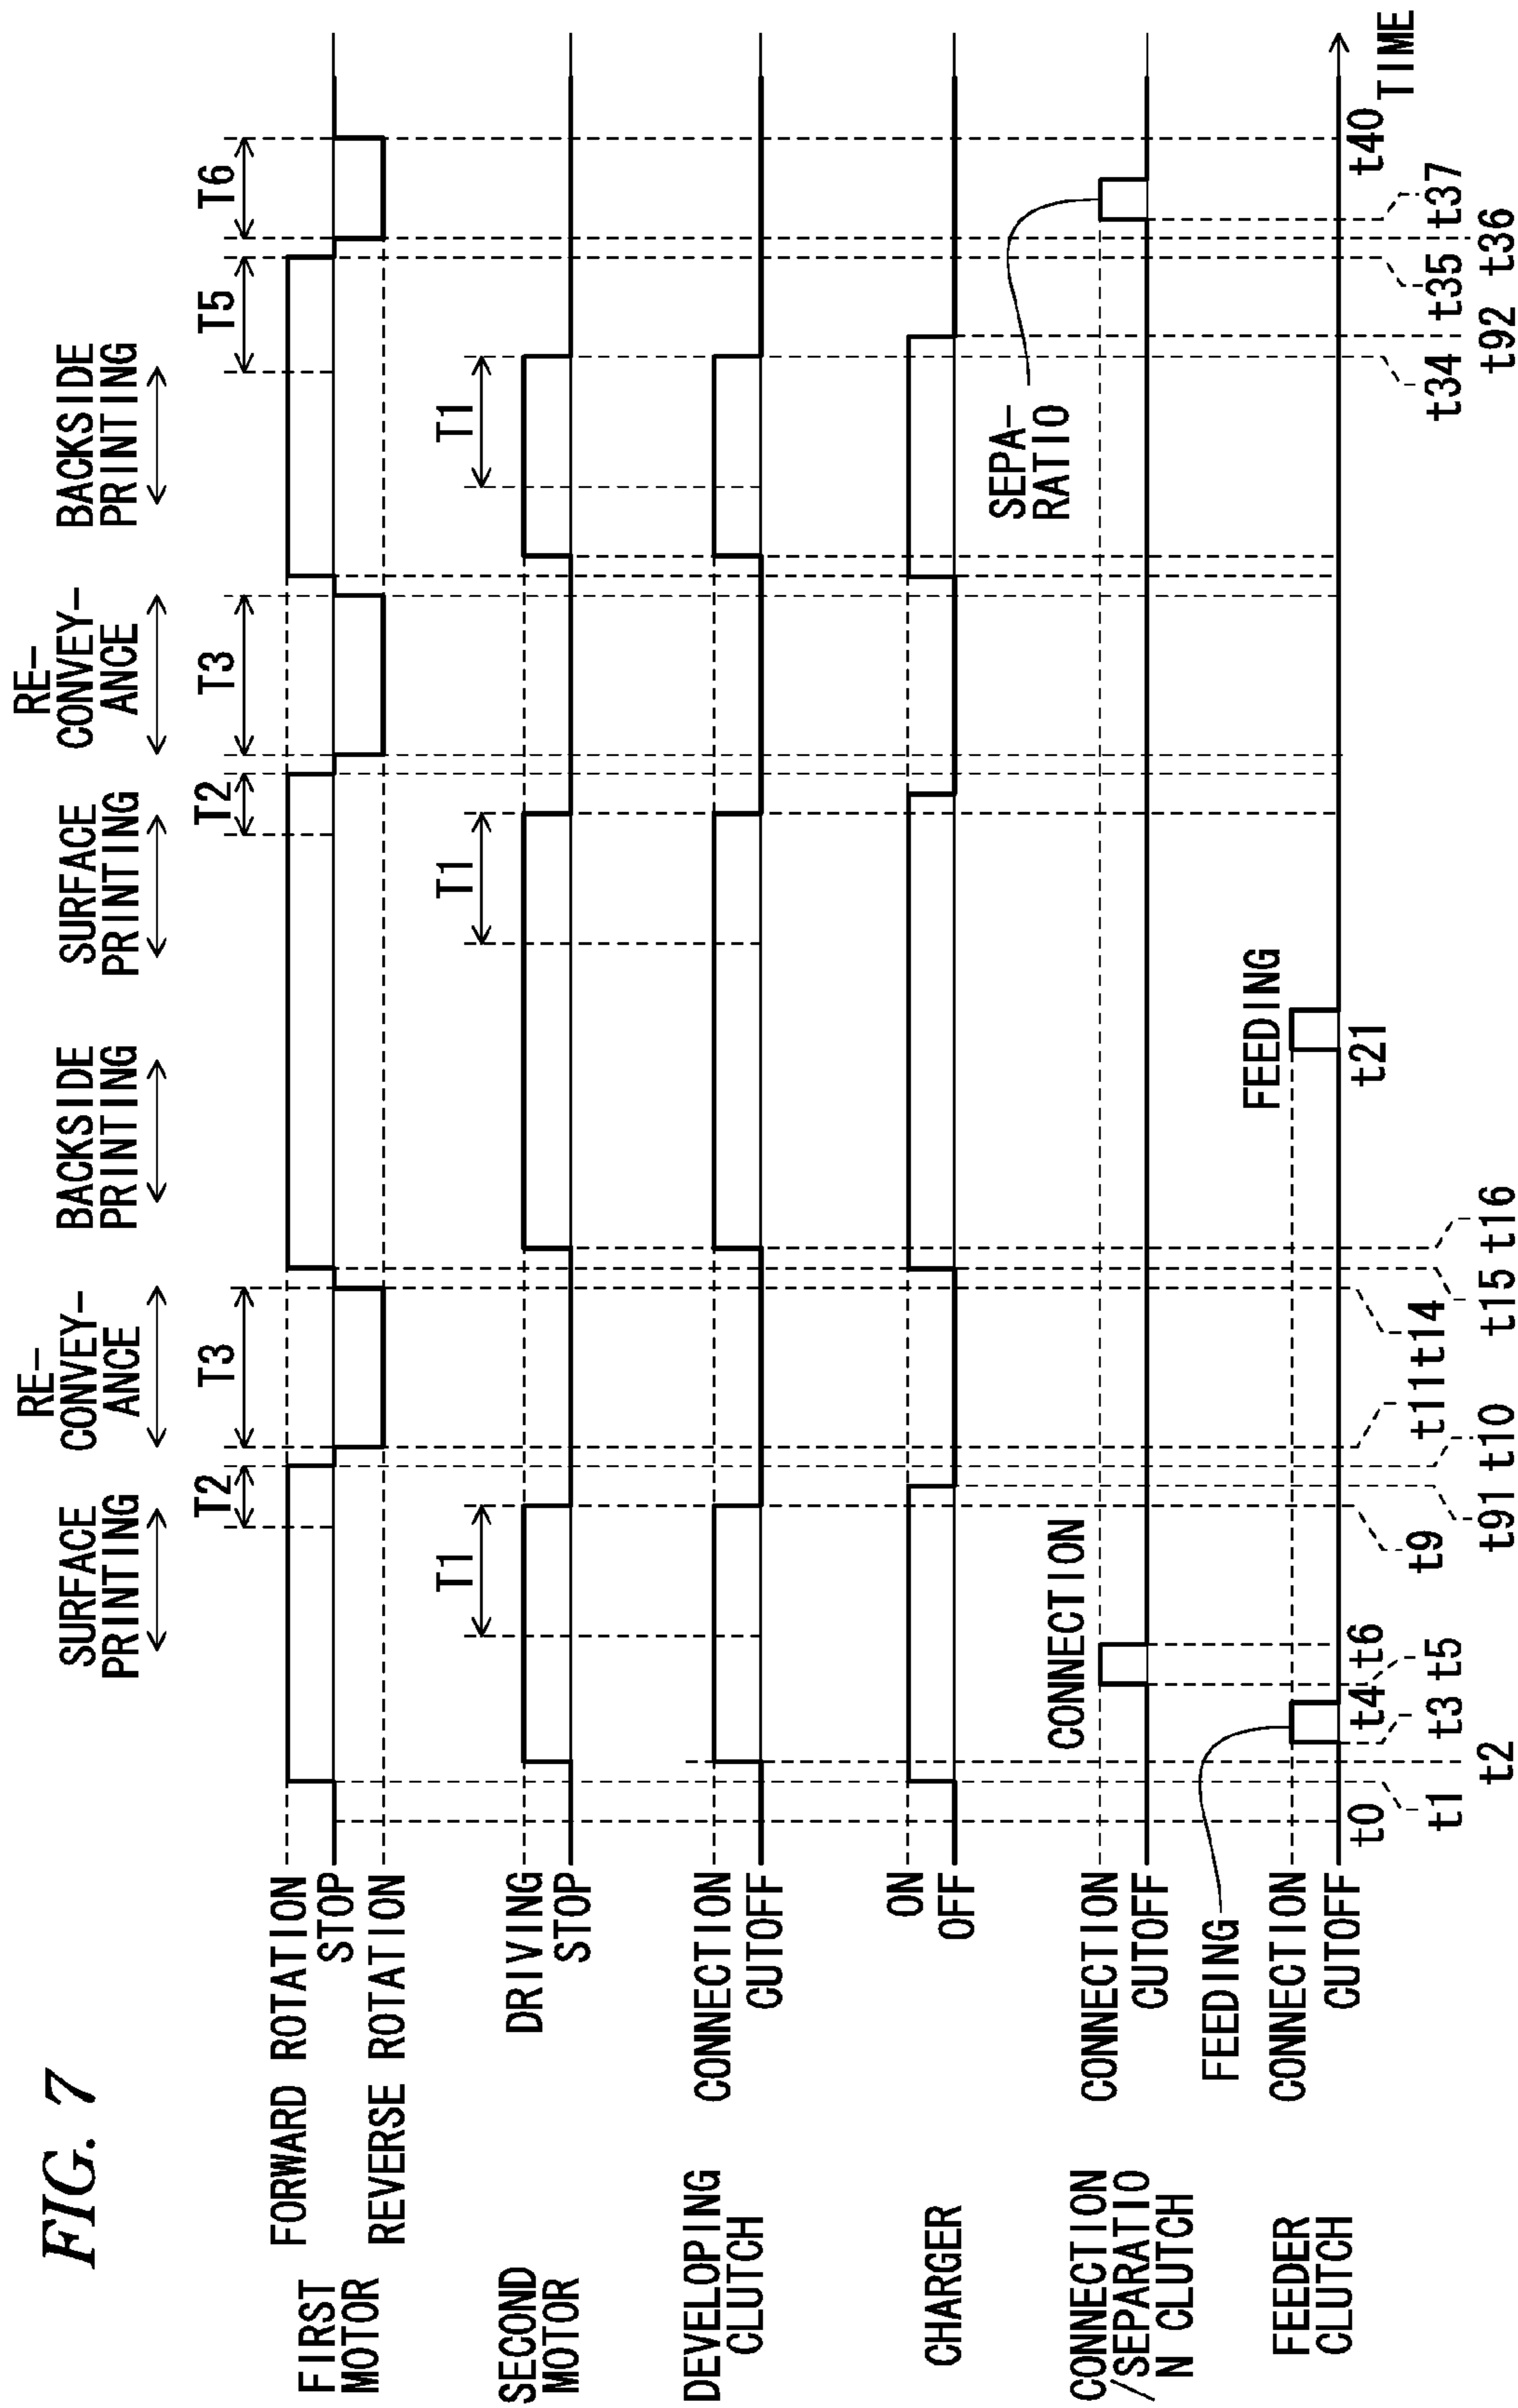 FIG. 7
SURFACE
PRINTING
RE-
CONVEY-
ANCE
BACKSIDE
PRINTING
SURFACE
PRINTING
RE-
CONVEY-
ANCE
BACKSIDE
PRINTING
FIRST
MOTOR
FORWARD ROTATION
STOP
REVERSE ROTATION
T2
T3
T2
T3
T5
T6
SECOND
MOTOR
DRIVING
STOP
T1
T1
T1
DEVELOPING
CLUTCH
CONNECTION
CUTOFF
CHARGER
ON
OFF
CONNECTION
/SEPARATIO
N CLUTCH
CONNECTION
CUTOFF
CONNECTION
SEPA-
RATIO
FEEDER
CLUTCH
FEEDING
CONNECTION
CUTOFF
FEEDING
t0
t4
t6
t21
t40
TIME
t1
t3
t5
t9
t11
t14
t34
t35
t37
t2
t91
t10
t15
t16
t92
t36